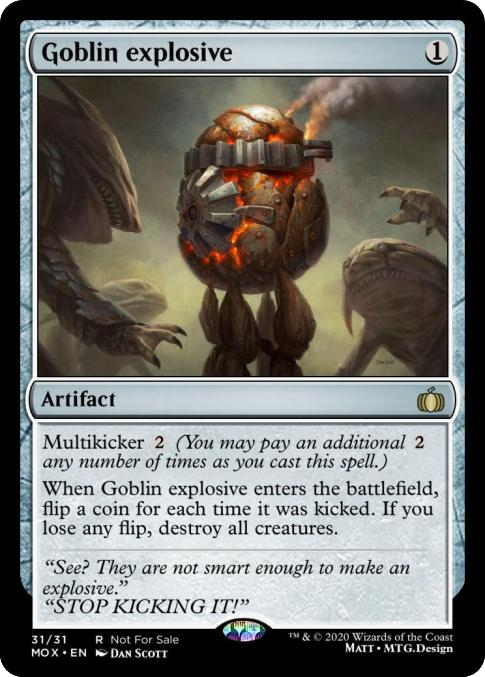 Goblin explosive 1
Artifact
Multikicker 2 (You may pay an additional 2
any number of times as you cast this spell.)
When Goblin explosive enters the battlefield,
flip a coin for each time it was kicked. If you
lose any flip, destroy all creatures.
“See? They are not smart enough to make an
explosive.”
“STOP KICKING IT!”
31/31 R Not For Sale
MOX • EN Dan Scott
™ & © 2020 Wizards of the Coast
Matt • MTG.Design